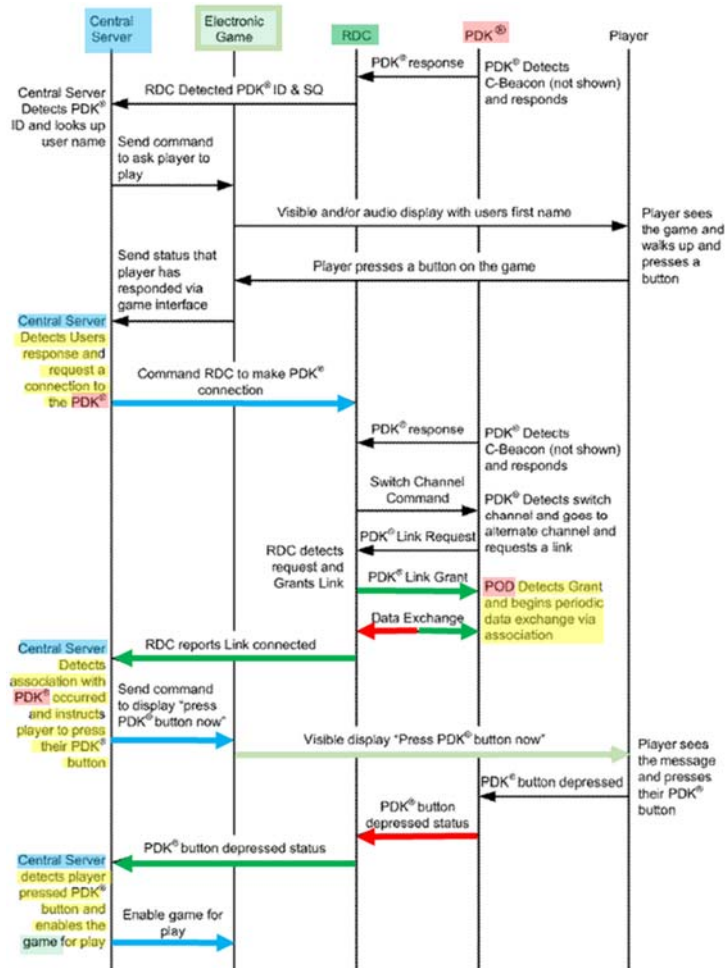 Central
Server
Electronic
Game
RDC
PDK®
Player
PDK® response
PDK® Detects
C-Beacon (not shown)
and responds
RDC Detected PDK® ID & SQ
Central Server
Detects PDK®
ID and looks up
user name
Send command
to ask player to
play
Visible and/or audio display with users first name
Player sees
the game and
walks up and
presses a
button
Send status that
player has
responded via
game interface
Player presses a button on the game
Central Server
Detects Users
response and
request a
connection to
the PDK®
Command RDC to make PDK®
connection
PDK® response
PDK® Detects
C-Beacon (not shown)
and responds
Switch Channel
Command
PDK® Detects switch
channel and goes to
alternate channel and
requests a link
PDK® Link Request
RDC detects
request and
Grants Link
PDK® Link Grant
POD Detects Grant
and begins periodic
data exchange via
association
Data Exchange
RDC reports Link connected
Central Server
Detects
association with
PDK® occurred
and instructs
player to press
their PDK®
button
Send command
to display "press
PDK® button now"
Visible display "Press PDK® button now"
Player sees
the message
and presses
their PDK®
button
PDK® button depressed
PDK® button
depressed status
PDK® button depressed status
Central Server
detects player
pressed PDK®
button and
enables the
game for play
Enable game for
play